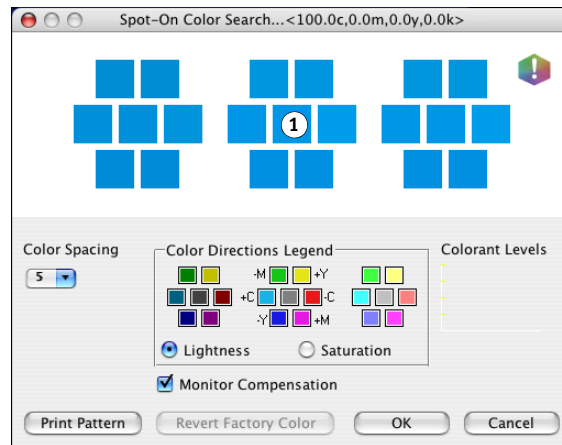 Spot-On Color Search...<100.0c,0.0m,0.0y,0.0k>
!
1
Color Spacing
Color Directions Legend
Colorant Levels
5
-M
+Y
+C
-C
-Y
+M
Lightness
Saturation
Monitor Compensation
Print Pattern
Revert Factory Color
OK
Cancel